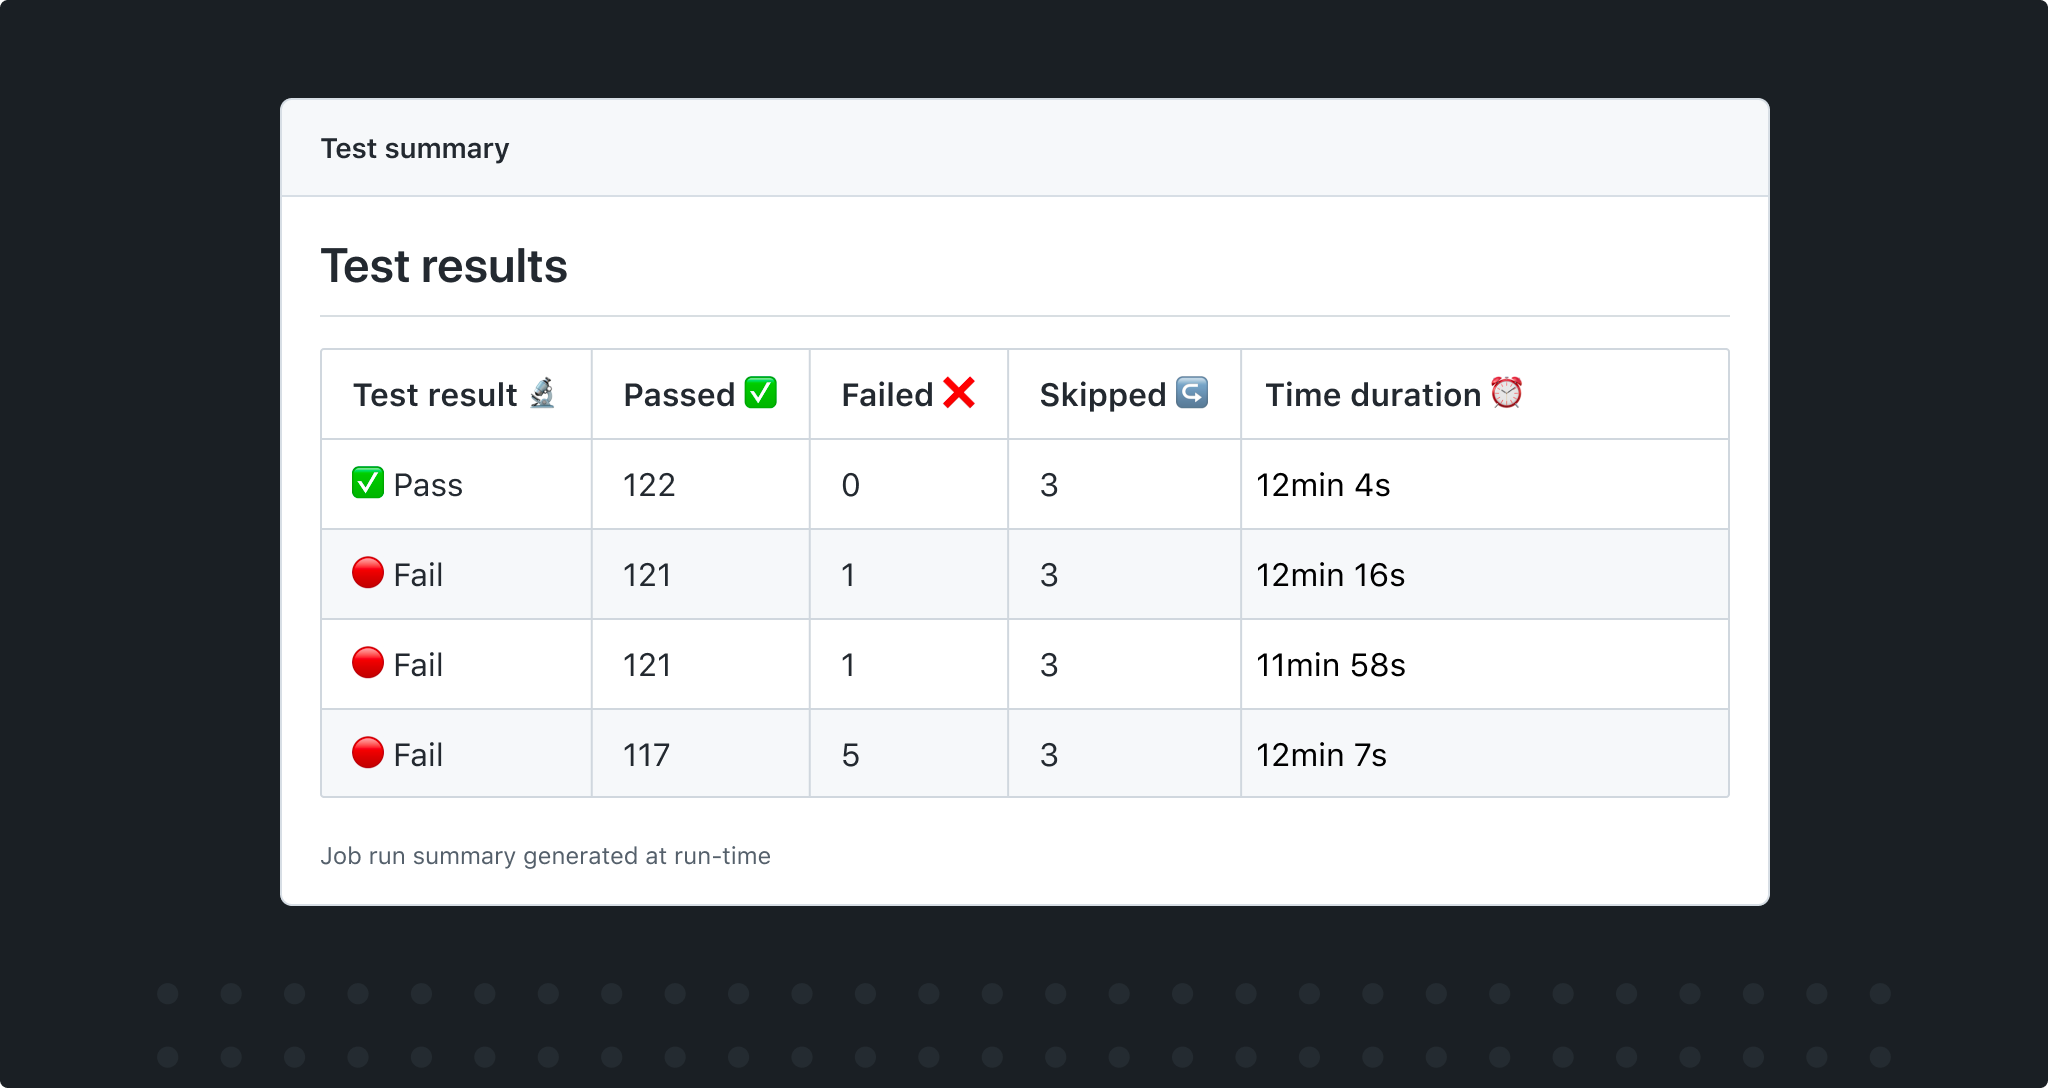 Test summary
Test results
Test result 🔬 Passed ✅ Failed ❌ Skipped ↪️ Time duration ⏰
✅ Pass 122 0 3 12min 4s
🔴 Fail 121 1 3 12min 16s
🔴 Fail 121 1 3 11min 58s
🔴 Fail 117 5 3 12min 7s
Job run summary generated at run-time